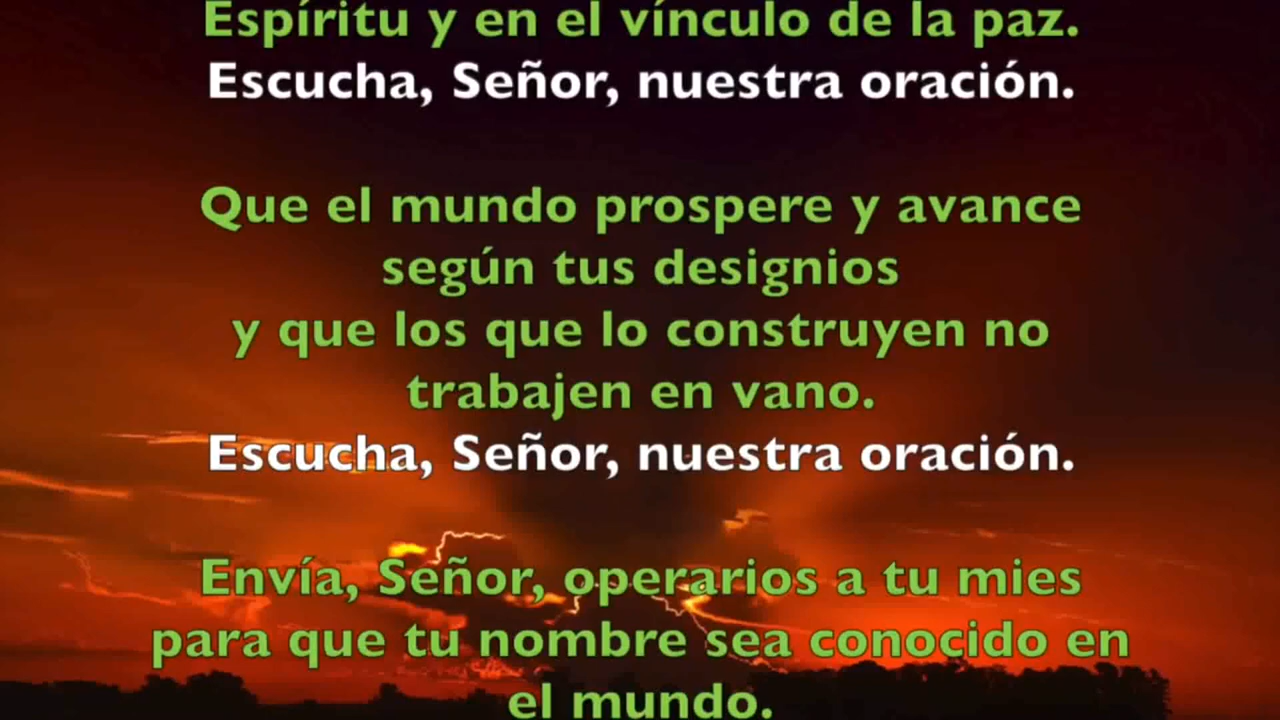 Espíritu y en el vínculo de la paz.
Escucha, Señor, nuestra oración.
Que el mundo prospere y avance
según tus designios
y que los que lo construyen no
trabajen en vano.
Escucha, Señor, nuestra oración.
Envía, Señor, operarios a tu mies
para que tu nombre sea conocido en
el mundo.